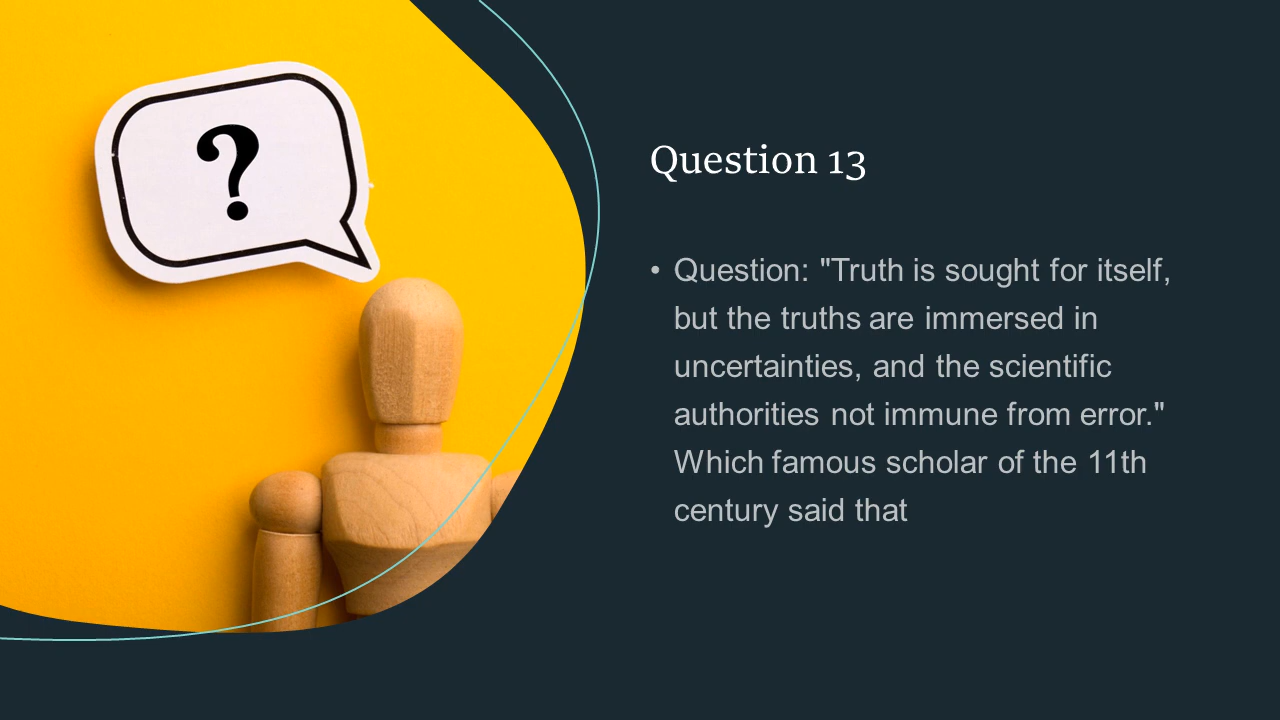 ?
Question 13
• Question: "Truth is sought for itself,
but the truths are immersed in
uncertainties, and the scientific
authorities not immune from error."
Which famous scholar of the 11th
century said that